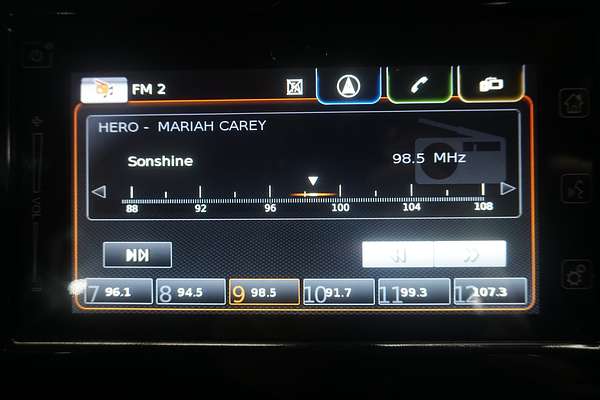 FM 2
HERO - MARIAH CAREY
Sonshine 98.5 MHz
88 92 96 100 104 108
7 96.1 8 94.5 9 98.5 10 91.7 11 99.3 12 107.3
VOL